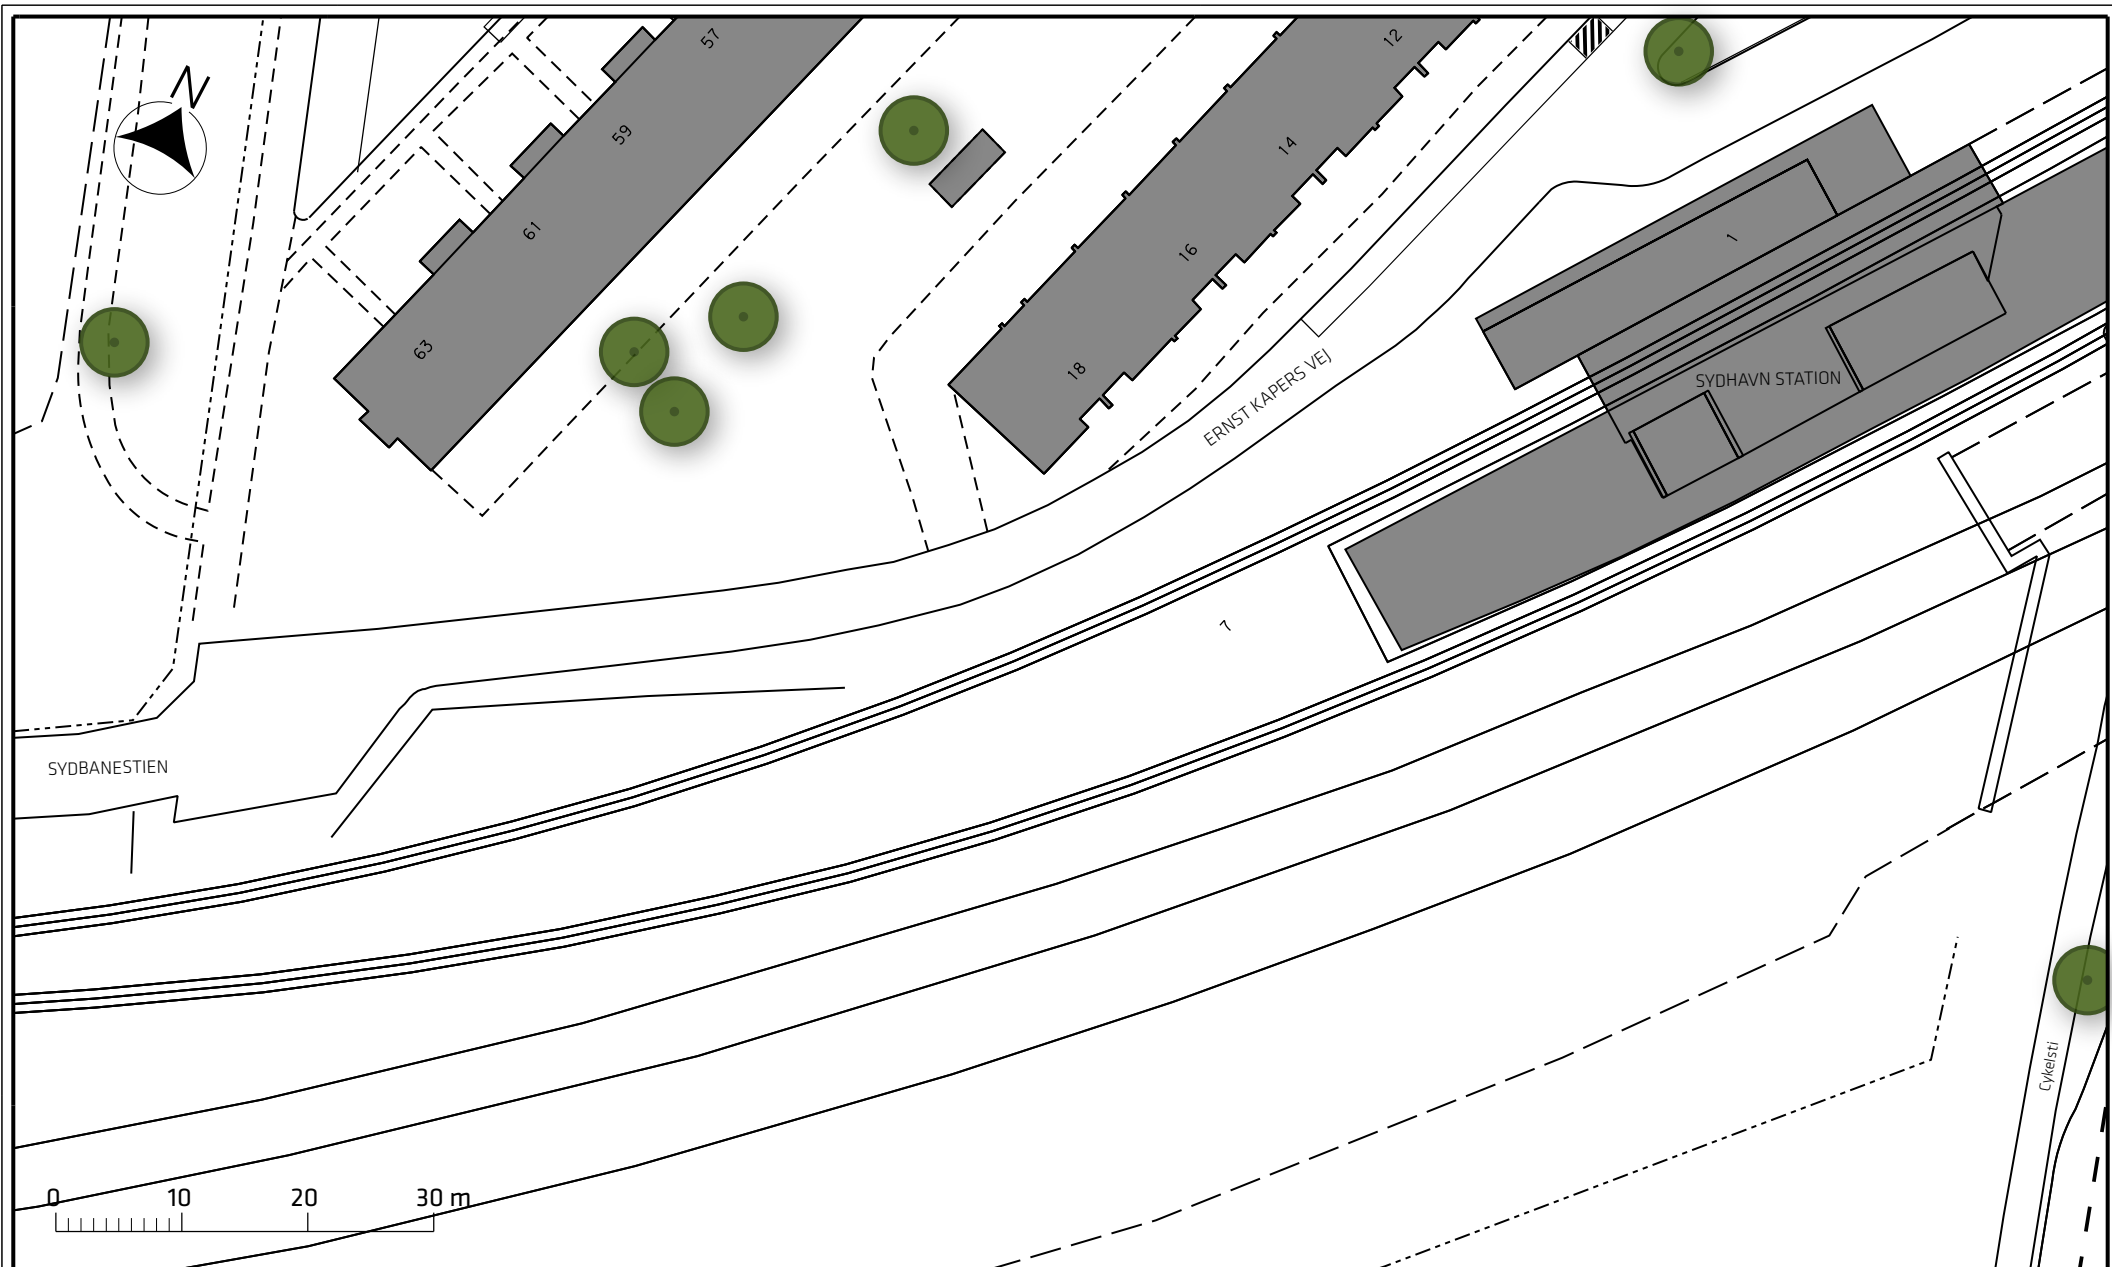 N
57
59
61
63
12
14
16
18
1
SYDHAVN STATION
ERNST KAPERS VEJ
7
SYDBANESTIEN
Cykelsti
0 10 20 30 m